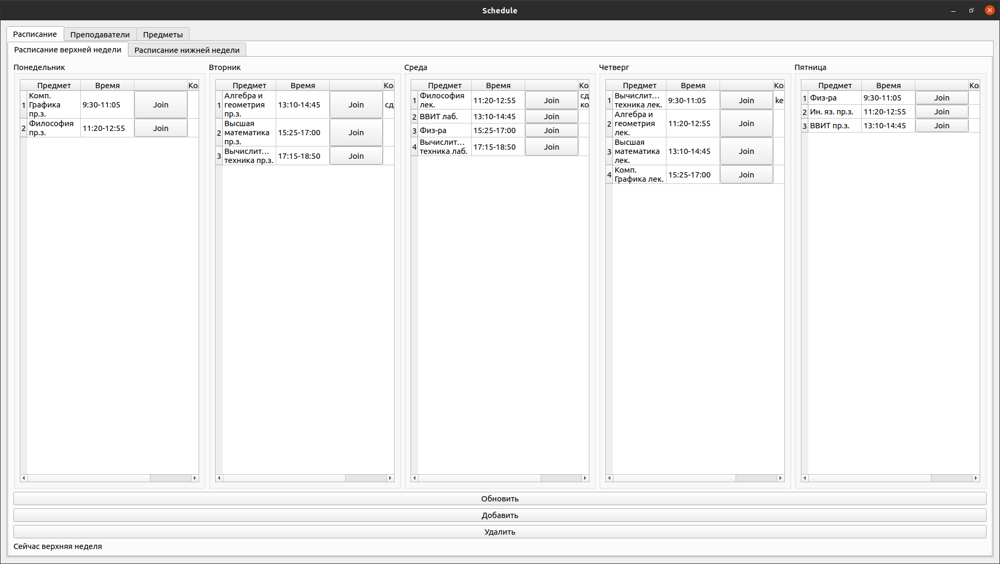 Schedule
Расписание Преподаватели Предметы
Расписание верхней недели Расписание нижней недели
Понедельник
Предмет Время Ко
1 Комп.
Графика
пр.з. 9:30-11:05 Join
2 Философия
пр.з. 11:20-12:55 Join
Вторник
Предмет Время Ко
1 Алгебра и
геометрия
пр.з. 13:10-14:45 Join сд
2 Высшая
математика
пр.з. 15:25-17:00 Join
3 Вычислит…
техника пр.з. 17:15-18:50 Join
Среда
Предмет Время Ко
1 Философия
лек. 11:20-12:55 Join сд
ко
2 ВВИТ лаб. 13:10-14:45 Join
3 Физ-ра 15:25-17:00 Join
4 Вычислит…
техника лаб. 17:15-18:50 Join
Четверг
Предмет Время Ко
1 Вычислит…
техника лек. 9:30-11:05 Join ke
2 Алгебра и
геометрия
лек. 11:20-12:55 Join
3 Высшая
математика
лек. 13:10-14:45 Join
4 Комп.
Графика лек. 15:25-17:00 Join
Пятница
Предмет Время Ко
1 Физ-ра 9:30-11:05 Join
2 Ин. яз. пр.з. 11:20-12:55 Join
3 ВВИТ пр.з. 13:10-14:45 Join
Обновить
Добавить
Удалить
Сейчас верхняя неделя